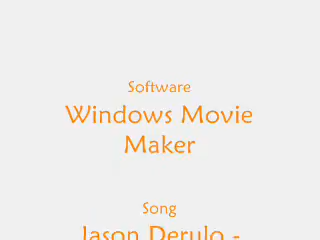 Software
Windows Movie
Maker
Song
Jason Derulo -